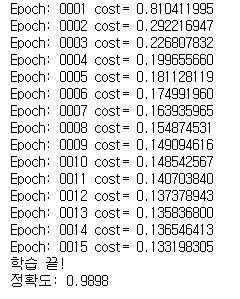 Epoch: 0001 cost= 0.810411995
Epoch: 0002 cost= 0.292216947
Epoch: 0003 cost= 0.226807832
Epoch: 0004 cost= 0.199655660
Epoch: 0005 cost= 0.181128119
Epoch: 0006 cost= 0.174991960
Epoch: 0007 cost= 0.163935965
Epoch: 0008 cost= 0.154874531
Epoch: 0009 cost= 0.149094616
Epoch: 0010 cost= 0.148542567
Epoch: 0011 cost= 0.140703840
Epoch: 0012 cost= 0.137378943
Epoch: 0013 cost= 0.135836800
Epoch: 0014 cost= 0.136546413
Epoch: 0015 cost= 0.133198305
학습 끝!
정확도: 0.9898